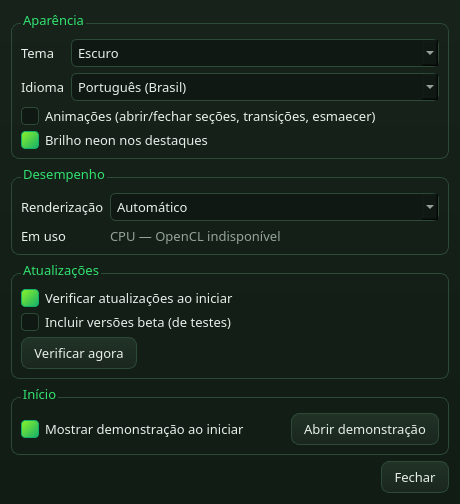 Aparência
Tema Escuro
Idioma Português (Brasil)
Animações (abrir/fechar seções, transições, esmaecer)
Brilho neon nos destaques
Desempenho
Renderização Automático
Em uso CPU — OpenCL indisponível
Atualizações
Verificar atualizações ao iniciar
Incluir versões beta (de testes)
Verificar agora
Início
Mostrar demonstração ao iniciar Abrir demonstração
Fechar